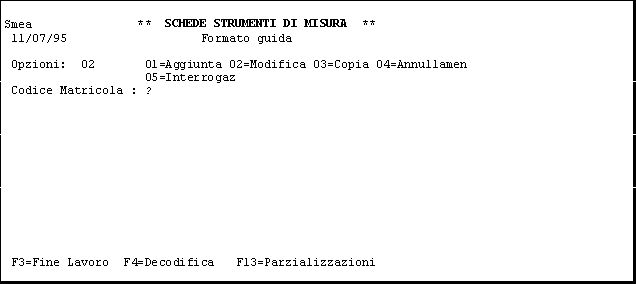 Smea ** SCHEDE STRUMENTI DI MISURA **
11/07/95 Formato guida
Opzioni: 02 01=Aggiunta 02=Modifica 03=Copia 04=Annullamen
05=Interrogaz
Codice Matricola : ?
F3=Fine Lavoro F4=Decodifica F13=Parzializzazioni